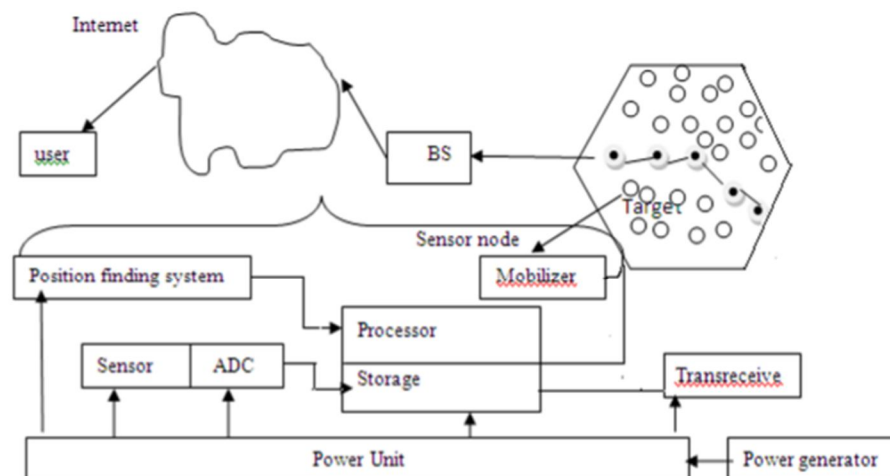 Internet
user
BS
Target
Sensor node
Position finding system
Mobilizer
Processor
Sensor
ADC
Storage
Transreceive
Power Unit
Power generator